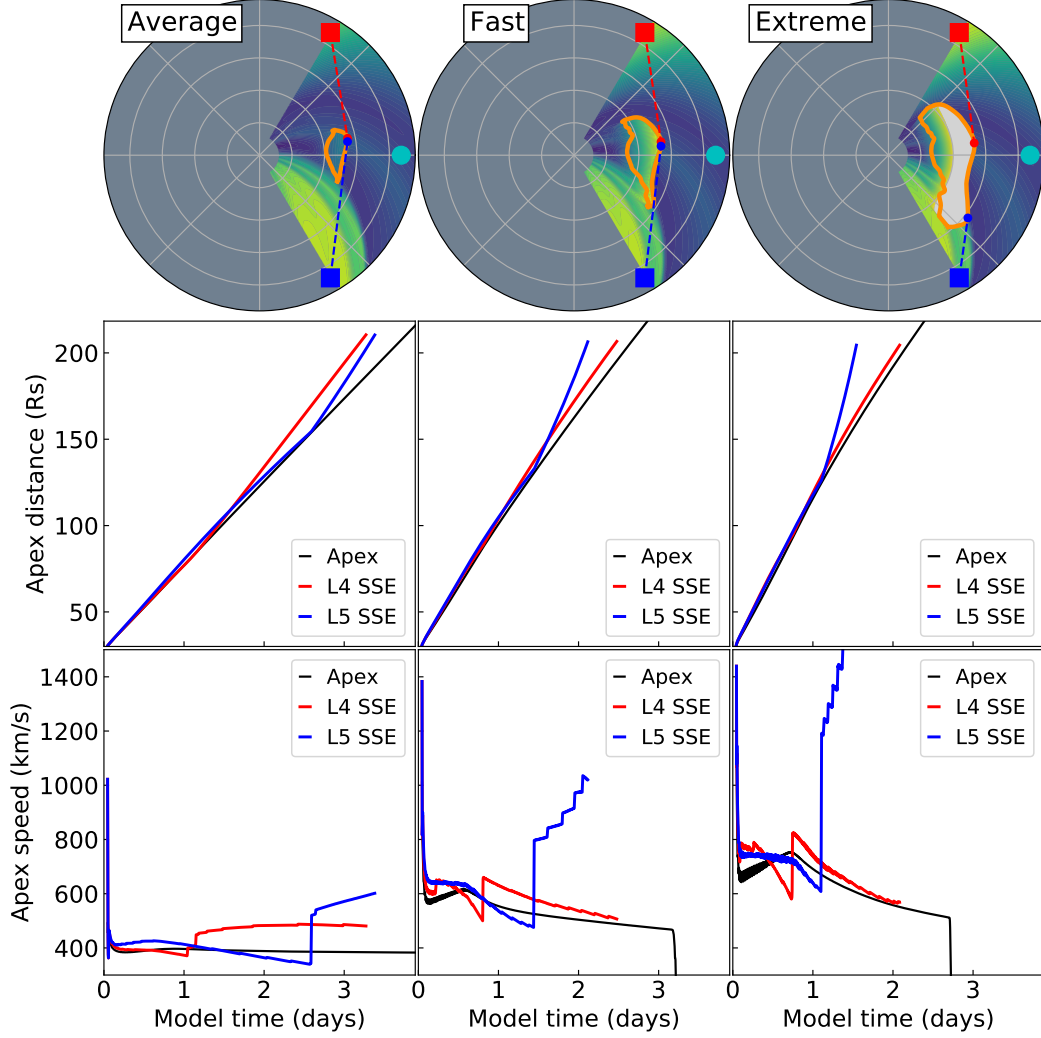 Average
Fast
Extreme
Apex distance (Rs)
200
150
100
50
Apex
L4 SSE
L5 SSE
Apex
L4 SSE
L5 SSE
Apex
L4 SSE
L5 SSE
Apex speed (km/s)
1400
1200
1000
800
600
400
Apex
L4 SSE
L5 SSE
Apex
L4 SSE
L5 SSE
Apex
L4 SSE
L5 SSE
0 1 2 3
0 1 2 3
0 1 2 3
Model time (days)
Model time (days)
Model time (days)